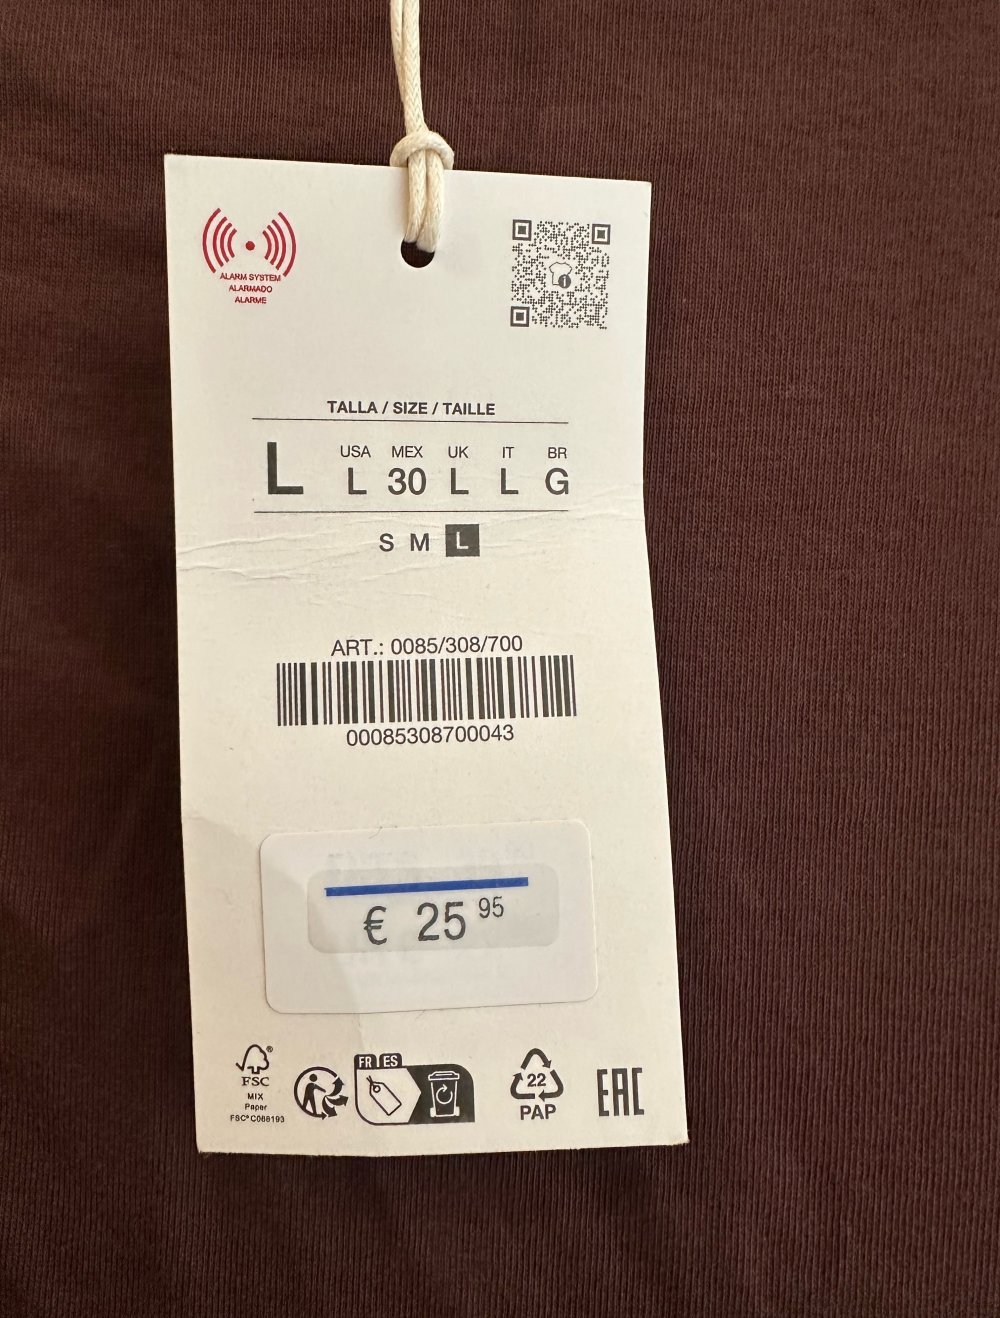 ALARM SYSTEM
ALARMADO
ALARME
TALLA / SIZE / TAILLE
L
USA MEX UK IT BR
L 30 L L G
S M L
ART.: 0085/308/700
00085308700043
€ 25 95
FR ES
FSC®
MIX
Paper
FSC® C068193
22
PAP
EAC